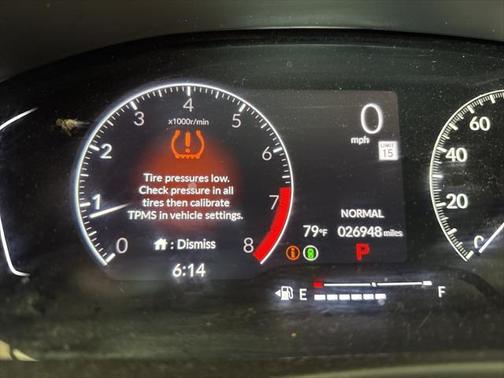 4
x1000r/min
5
3
6
2
7
1
8
0
Tire pressures low.
Check pressure in all
tires then calibrate
TPMS in vehicle settings.
: Dismiss
6:14
0
mph
LIMIT
15
NORMAL
79°F 026948 miles
i
P
E F
60
40
20
0